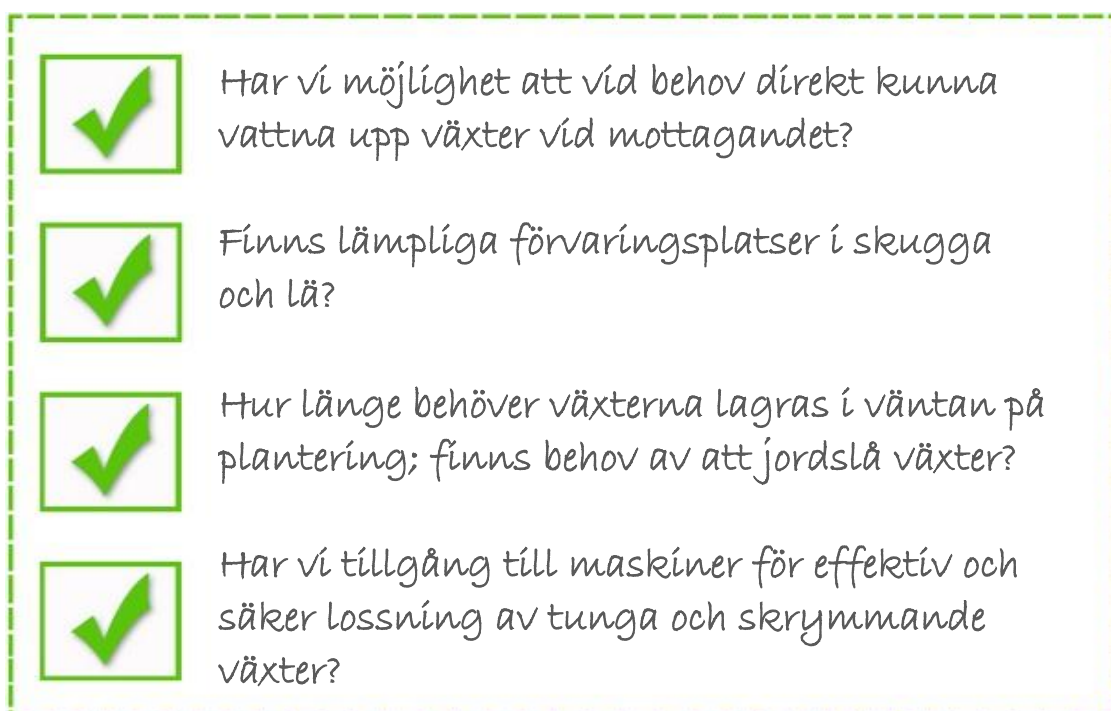 Har vi möjlighet att vid behov direkt kunna
vattna upp växter vid mottagandet?
Finns lämpliga förvaringsplatser i skugga
och lä?
Hur länge behöver växterna lagras i väntan på
plantering; finns behov av att jordslå växter?
Har vi tillgång till maskiner för effektiv och
säker lossning av tunga och skrymmande
växter?